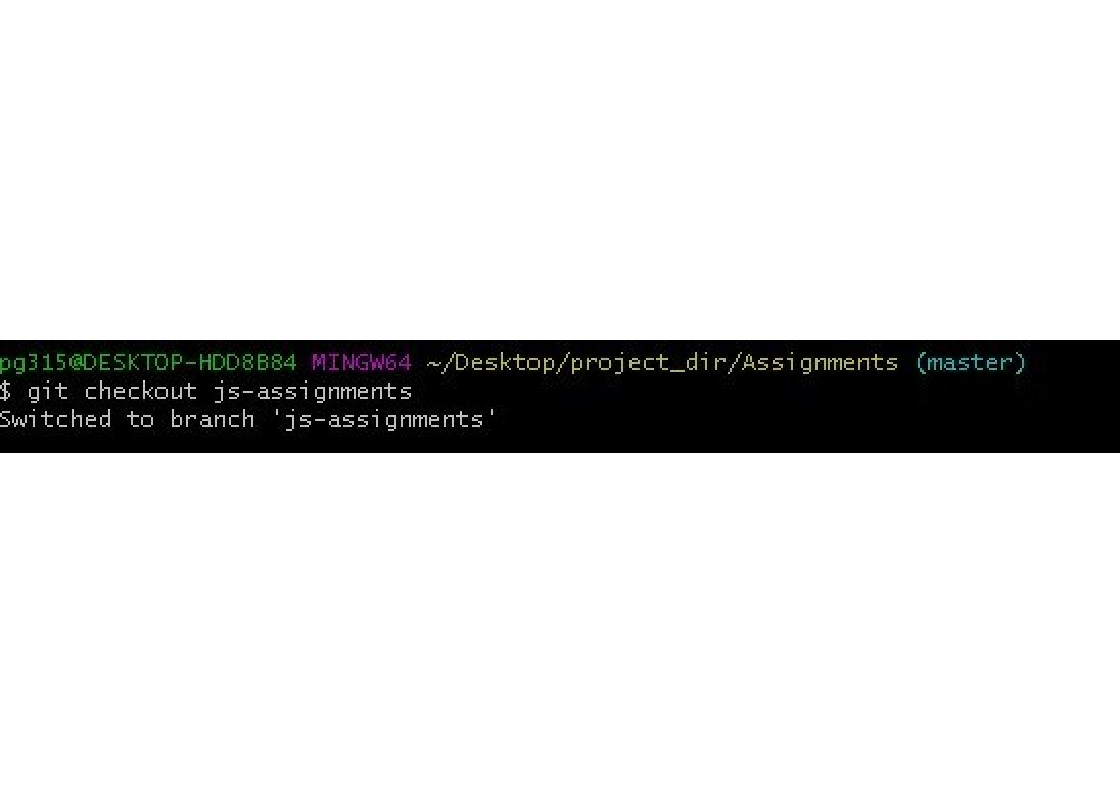 pg315@DESKTOP-HDD8B84 MINGW64 ~/Desktop/project_dir/Assignments (master)
$ git checkout js-assignments
Switched to branch 'js-assignments'